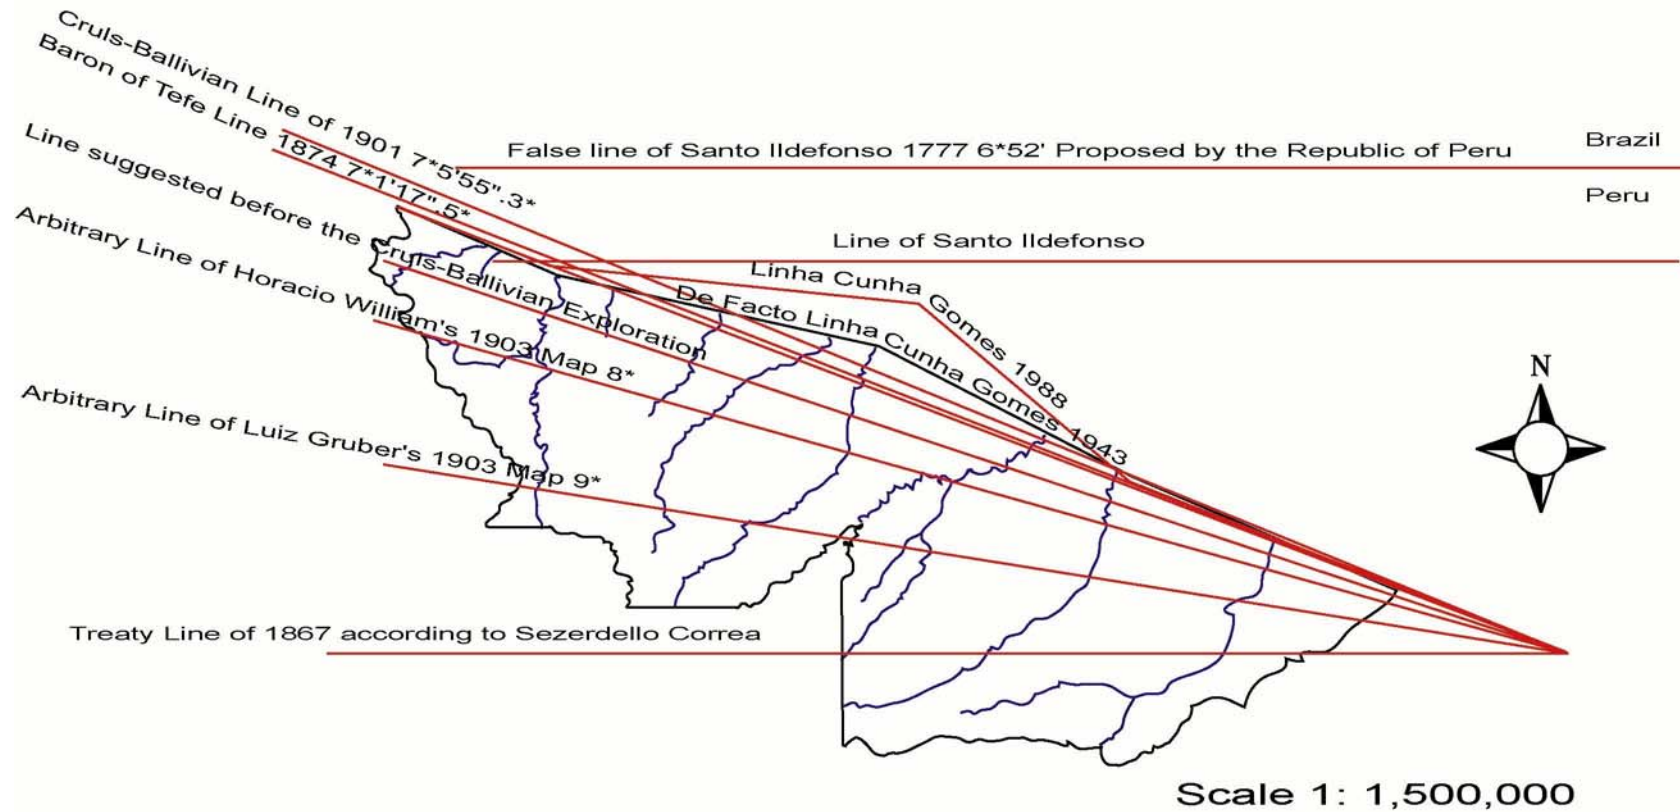 Cruls-Ballivian Line of 1901 7*5'55".3*
Baron of Tefe Line 1874 7*1'17".5*
False line of Santo Ildefonso 1777 6*52' Proposed by the Republic of Peru
Brazil
Peru
Line suggested before the Cruls-Ballivian Exploration
Line of Santo Ildefonso
Linha Cunha Gomes 1988
De Facto Linha Cunha Gomes 1943
Arbitrary Line of Horacio William's 1903 Map 8*
Arbitrary Line of Luiz Gruber's 1903 Map 9*
N
Treaty Line of 1867 according to Sezerdello Correa
Scale 1: 1,500,000